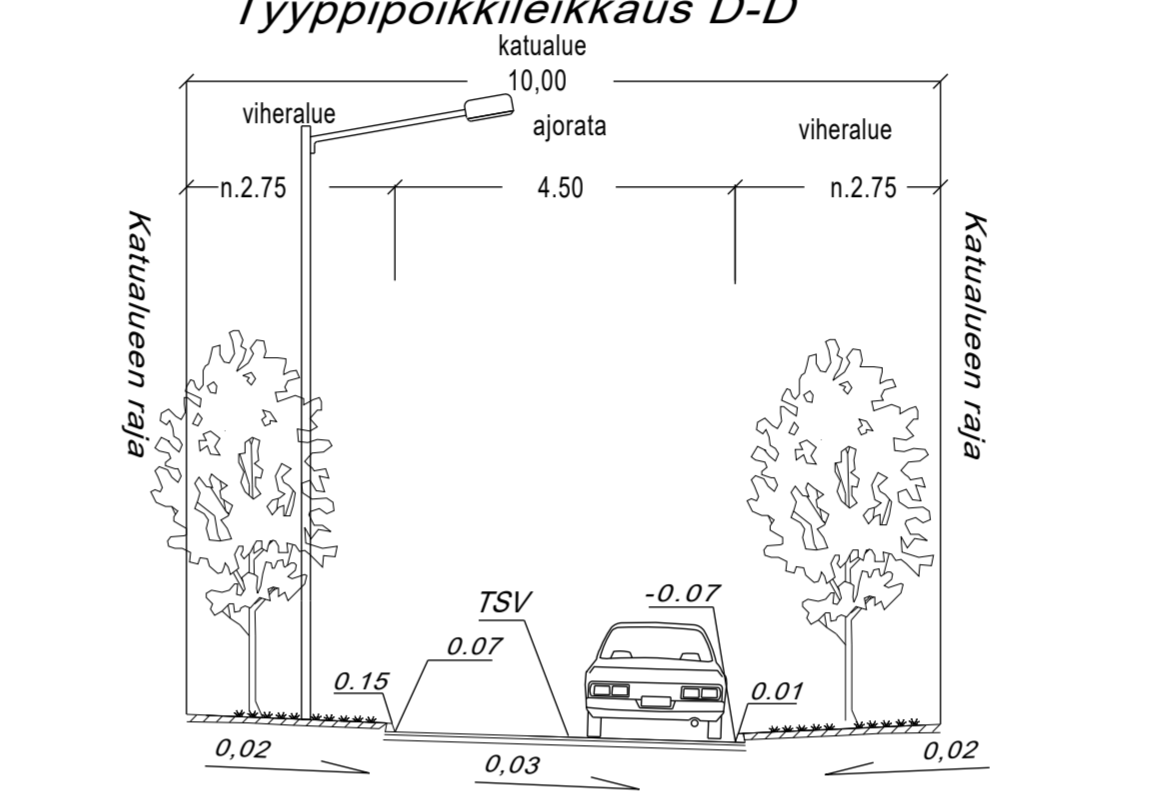 Tyyppipoikkileikkaus D-D
katualue
10,00
viheralue
ajorata
viheralue
n.2.75
4.50
n.2.75
Katualueen raja
Katualueen raja
TSV
-0.07
0.07
0.15
0.01
0,02
0,03
0,02